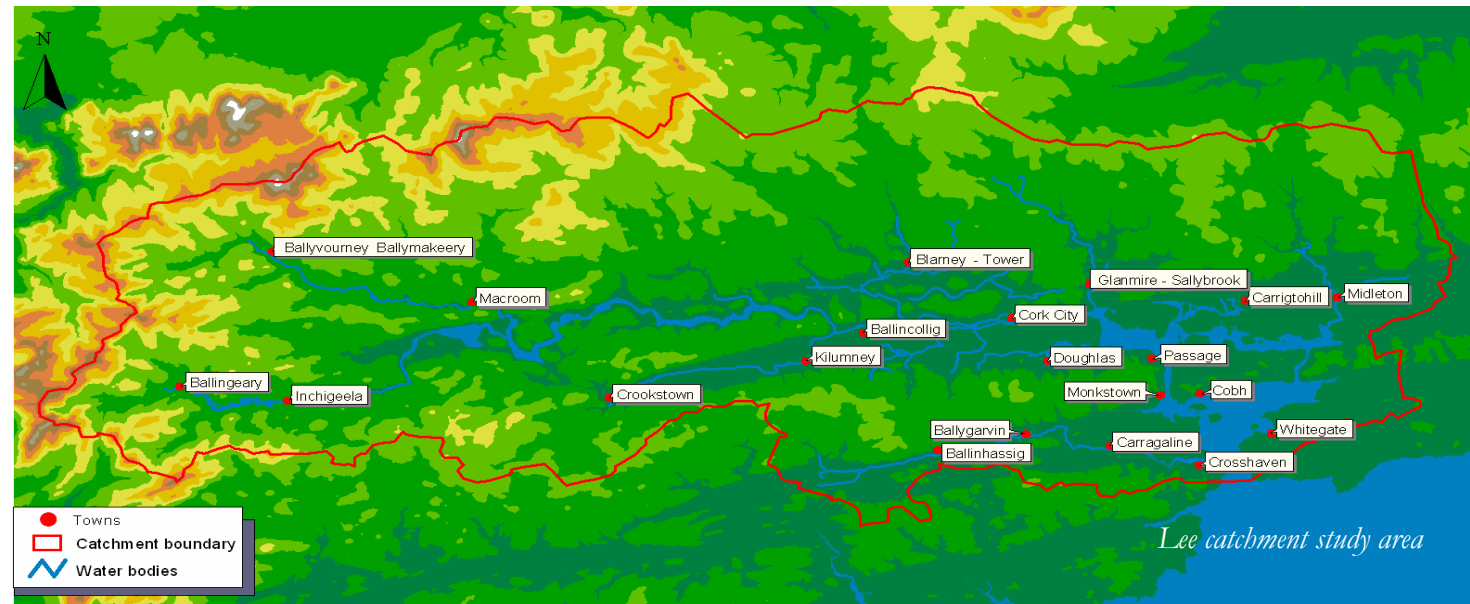 N
Ballyvourney Ballymakeery
Blarney - Tower
Glanmire - Sallybrook
Macroom
Carrigtohill
Midleton
Cork City
Ballincollig
Kilumney
Doughlas
Passage
Ballingeary
Inchigeela
Crookstown
Monkstown
Cobh
Ballygarvin
Whitegate
Carragaline
Ballinhassig
Crosshaven
Towns
Catchment boundary
Water bodies
Lee catchment study area